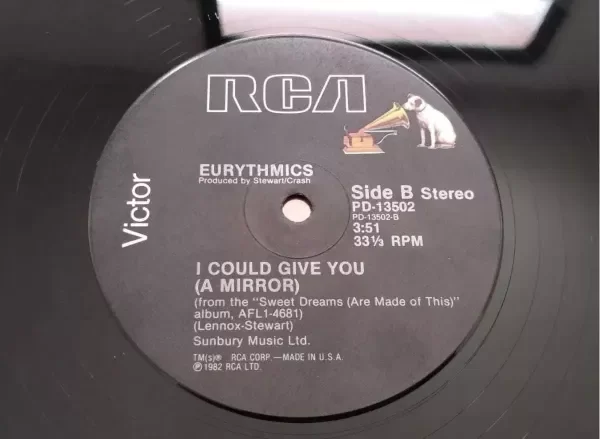 RCA
Victor
EURYTHMICS
Produced by Stewart/Crash
Side B Stereo
PD-13502
PD-13502-B
3:51
33⅓ RPM
I COULD GIVE YOU
(A MIRROR)
(from the "Sweet Dreams (Are Made of This)"
album, AFL1-4681)
(Lennox-Stewart)
Sunbury Music Ltd.
TM(s)® RCA CORP.—MADE IN U.S.A.
℗1982 RCA LTD.